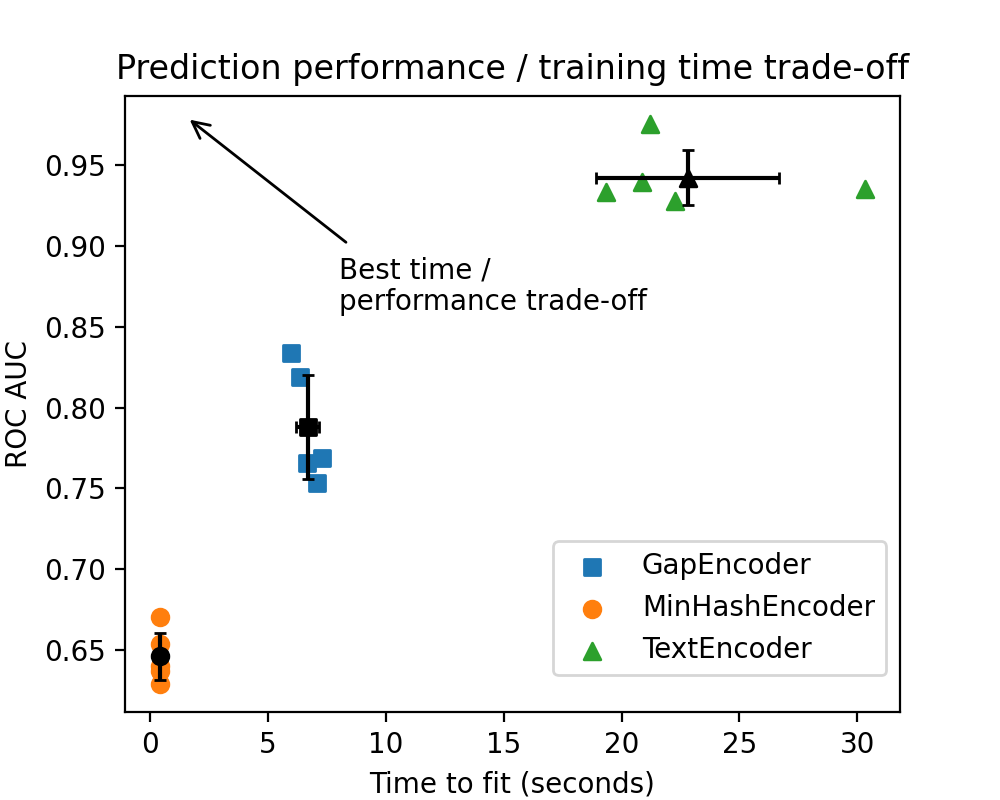 Prediction performance / training time trade-off
0.95
0.90
0.85
0.80
0.75
0.70
0.65
ROC AUC
Best time /
performance trade-off
GapEncoder
MinHashEncoder
TextEncoder
0
5
10
15
20
25
30
Time to fit (seconds)